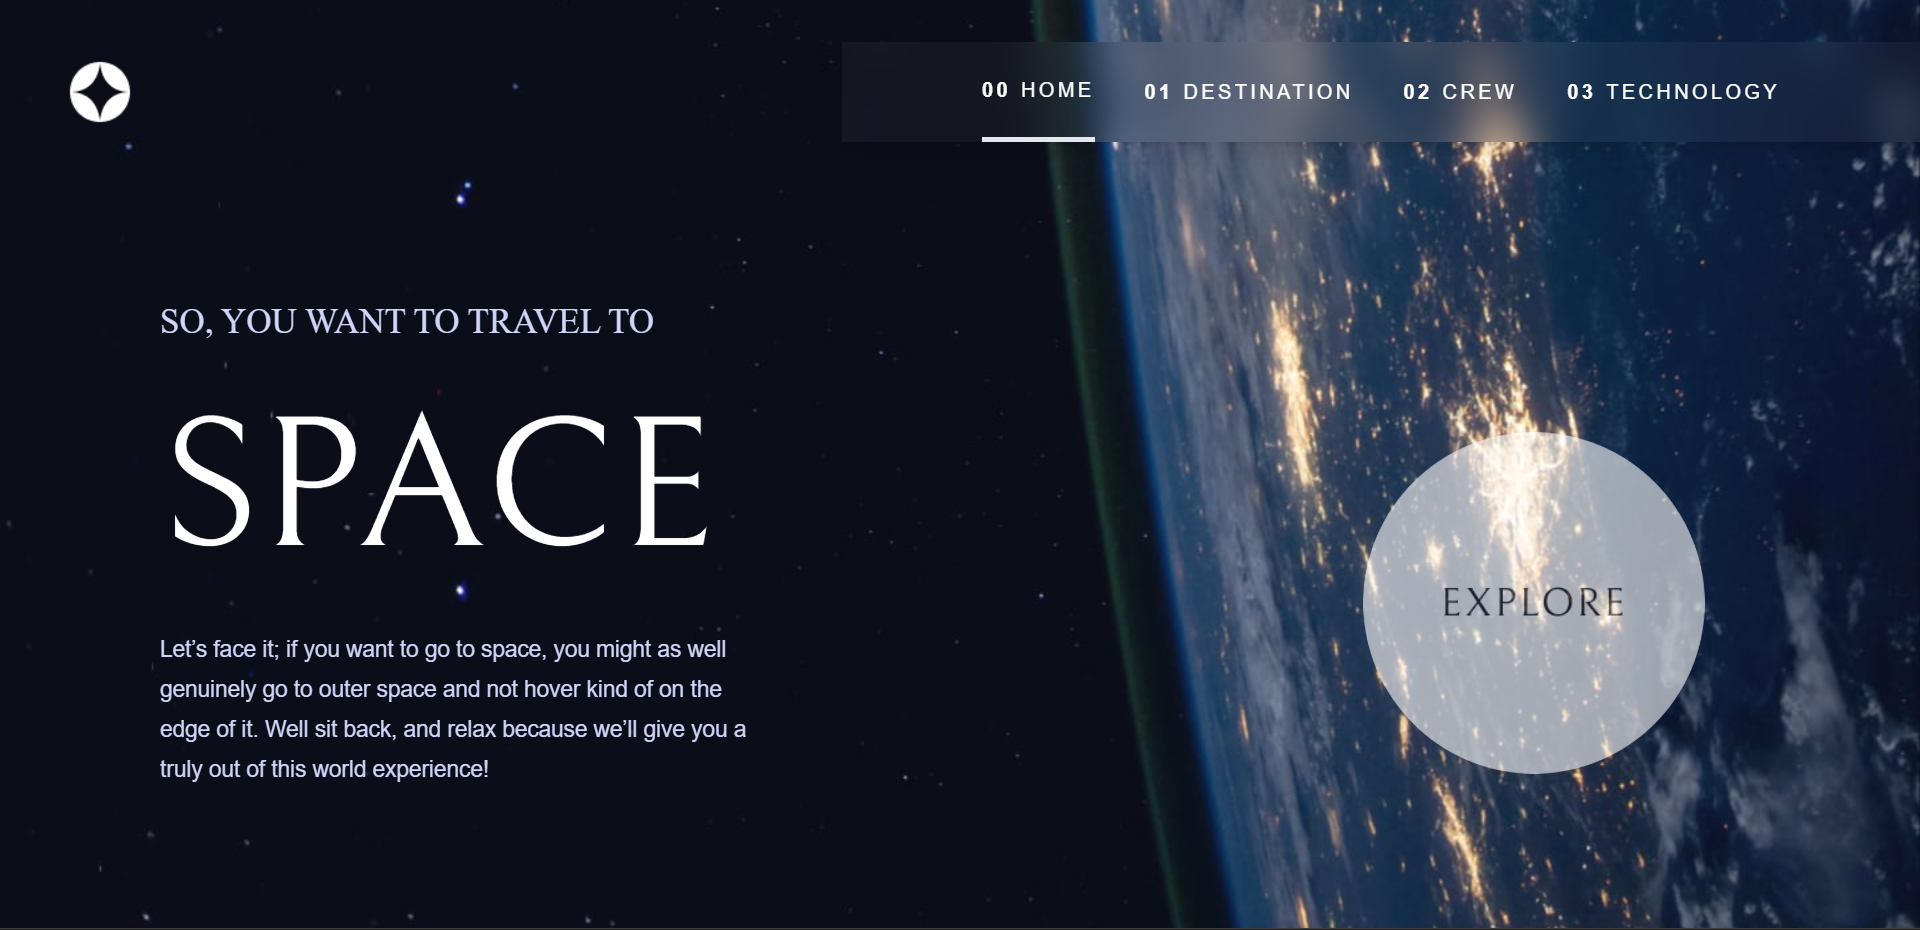 00 HOME 01 DESTINATION 02 CREW 03 TECHNOLOGY
SO, YOU WANT TO TRAVEL TO
SPACE
Let’s face it; if you want to go to space, you might as well
genuinely go to outer space and not hover kind of on the
edge of it. Well sit back, and relax because we’ll give you a
truly out of this world experience!
EXPLORE